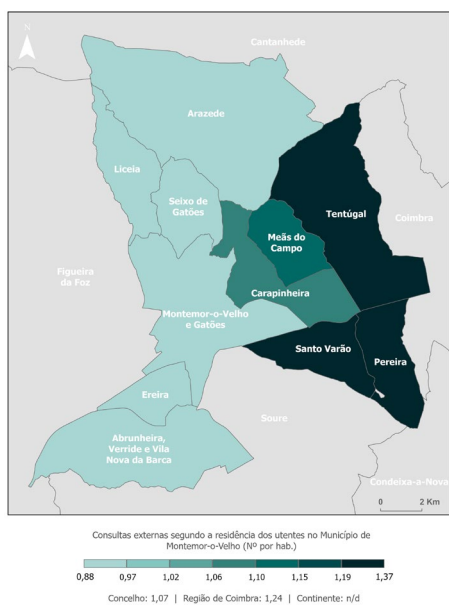 N
Cantanhede
Arazede
Liceia
Seixo de
Gatões
Tentúgal
Coimbra
Meãs do
Campo
Figueira
da Foz
Carapinheira
Montemor-o-Velho
e Gatões
Santo Varão
Pereira
Ereira
Soure
Abrunheira,
Verride e Vila
Nova da Barca
Condeixa-a-Nova
0 2 Km
Consultas externas segundo a residência dos utentes no Município de
Montemor-o-Velho (Nº por hab.)
0,88 0,97 1,02 1,06 1,10 1,15 1,19 1,37
Concelho: 1,07 | Região de Coimbra: 1,24 | Continente: n/d